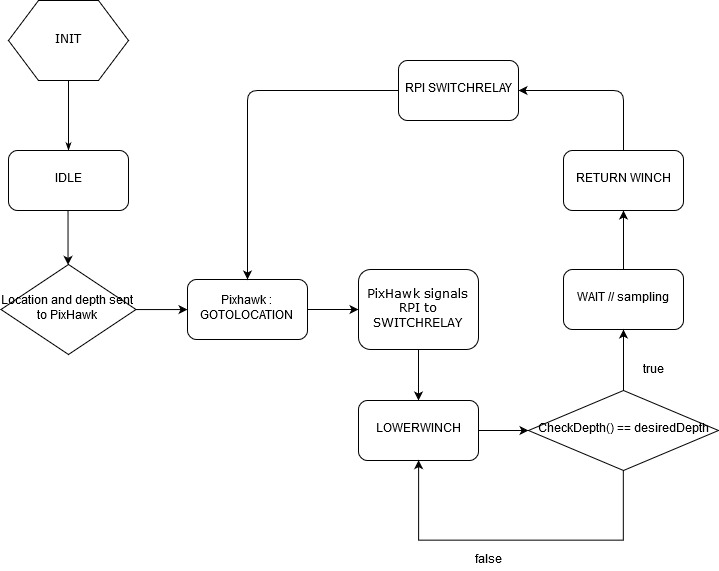 INIT
RPI SWITCHRELAY
IDLE
RETURN WINCH
Location and depth sent
to PixHawk
Pixhawk :
GOTOLOCATION
PixHawk signals
RPI to
SWITCHRELAY
WAIT // sampling
true
LOWERWINCH
CheckDepth() == desiredDepth
false